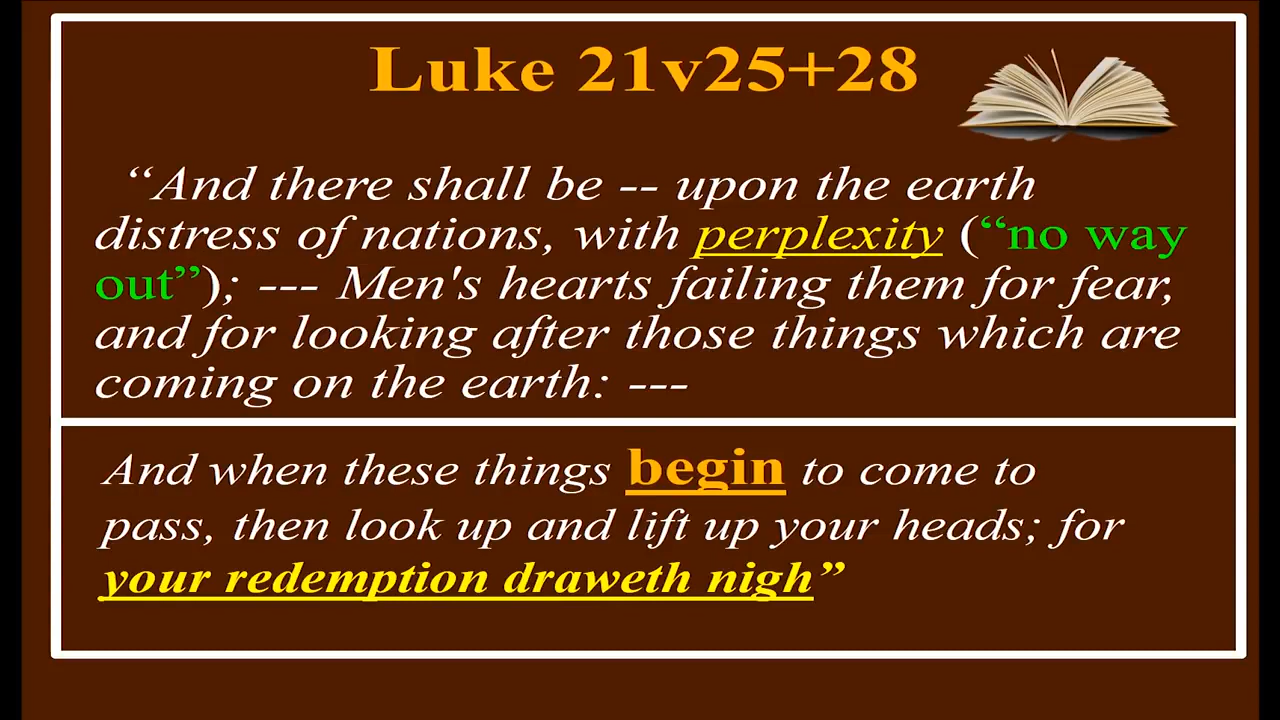 Luke 21v25+28
“And there shall be -- upon the earth
distress of nations, with perplexity (“no way
out”); --- Men's hearts failing them for fear,
and for looking after those things which are
coming on the earth: ---
And when these things begin to come to
pass, then look up and lift up your heads; for
your redemption draweth nigh”